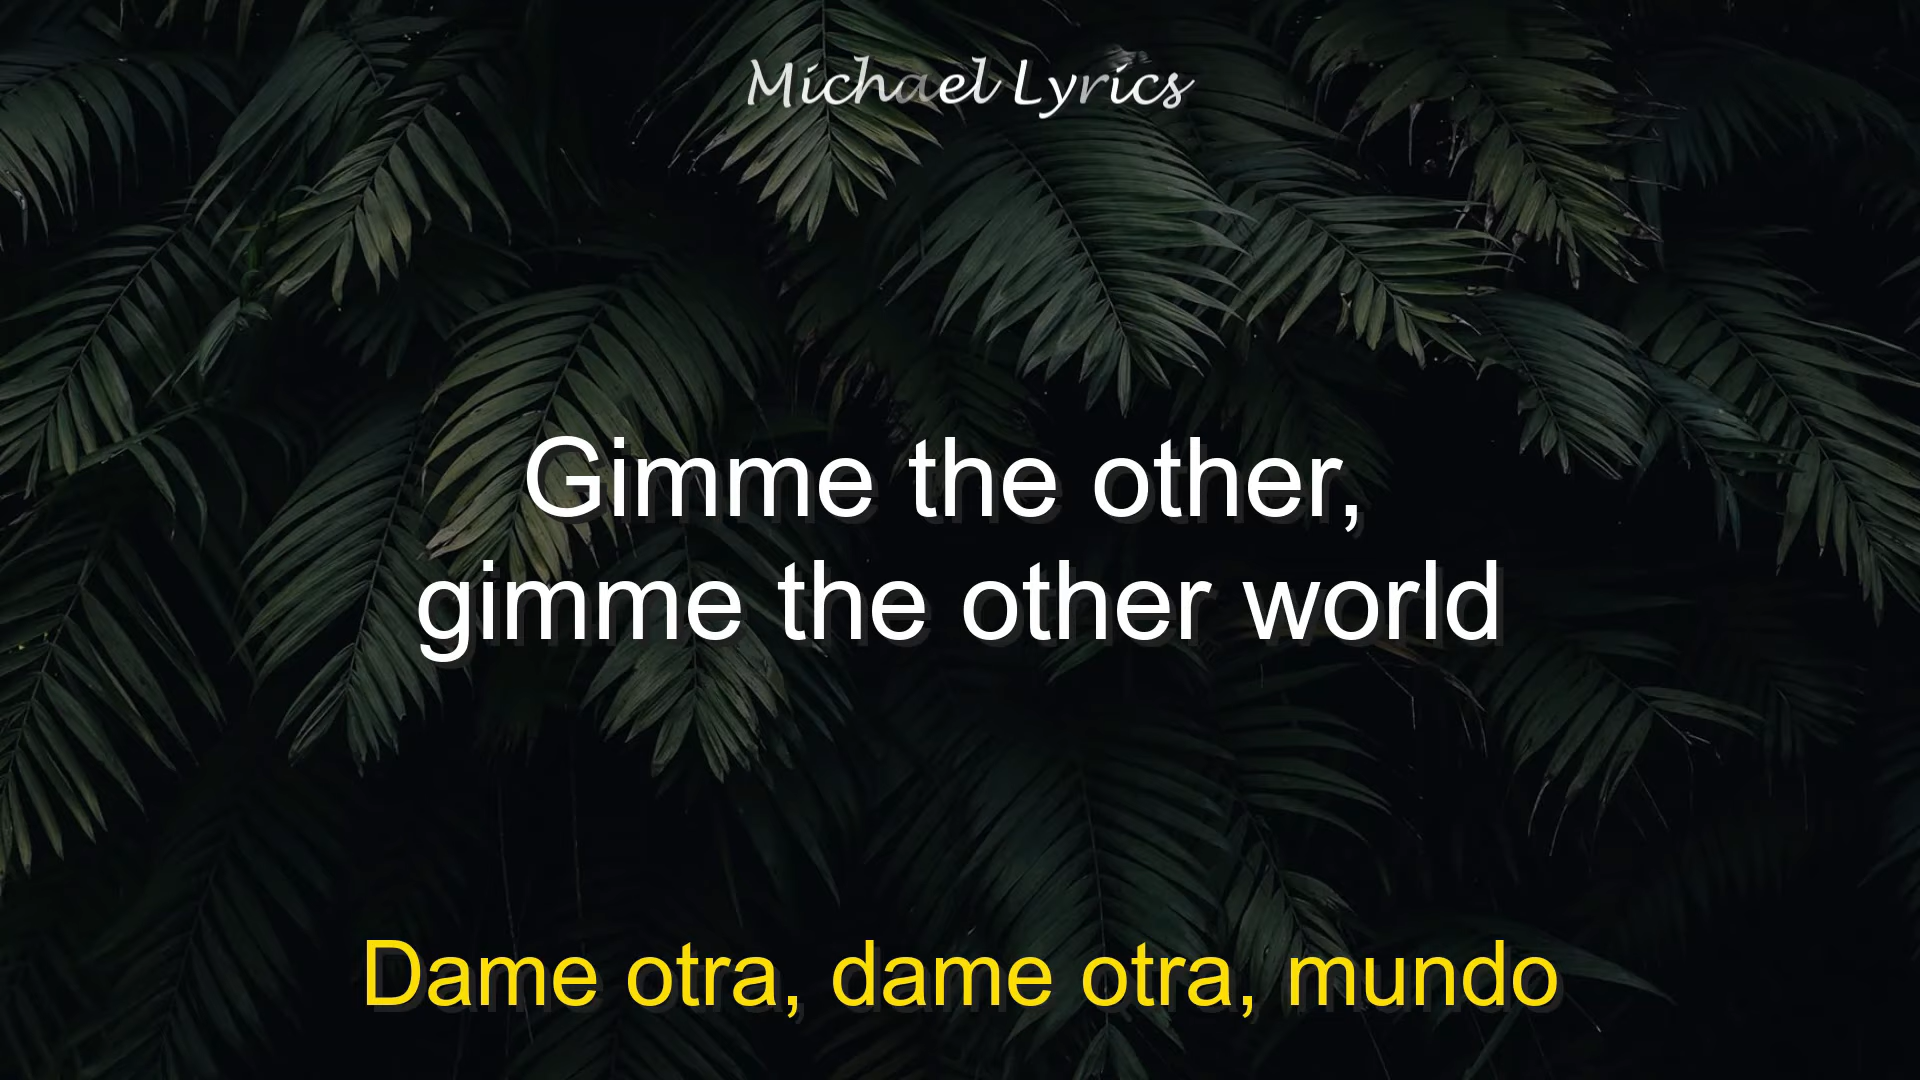 Michael Lyrics
Gimme the other,
gimme the other world
Dame otra, dame otra, mundo